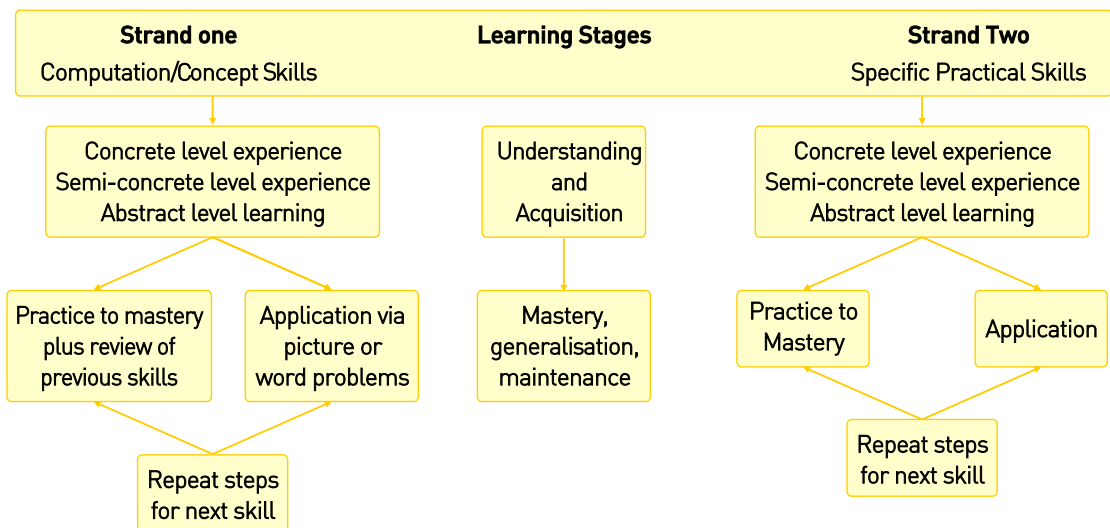 Strand one
Computation/Concept Skills
Learning Stages
Strand Two
Specific Practical Skills
Concrete level experience
Semi-concrete level experience
Abstract level learning
Understanding
and
Acquisition
Concrete level experience
Semi-concrete level experience
Abstract level learning
Practice to mastery
plus review of
previous skills
Application via
picture or
word problems
Mastery,
generalisation,
maintenance
Practice to
Mastery
Application
Repeat steps
for next skill
Repeat steps
for next skill